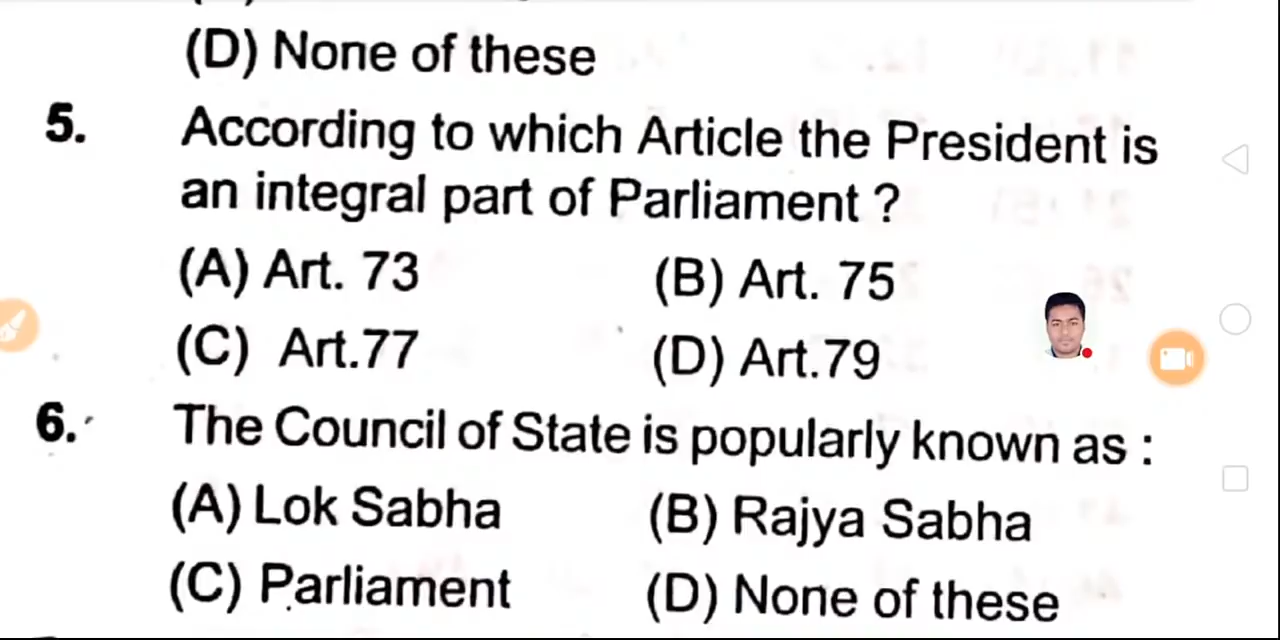 (D) None of these
5. According to which Article the President is
an integral part of Parliament ?
(A) Art. 73 (B) Art. 75
(C) Art.77 (D) Art.79
6. The Council of State is popularly known as :
(A) Lok Sabha (B) Rajya Sabha
(C) Parliament (D) None of these